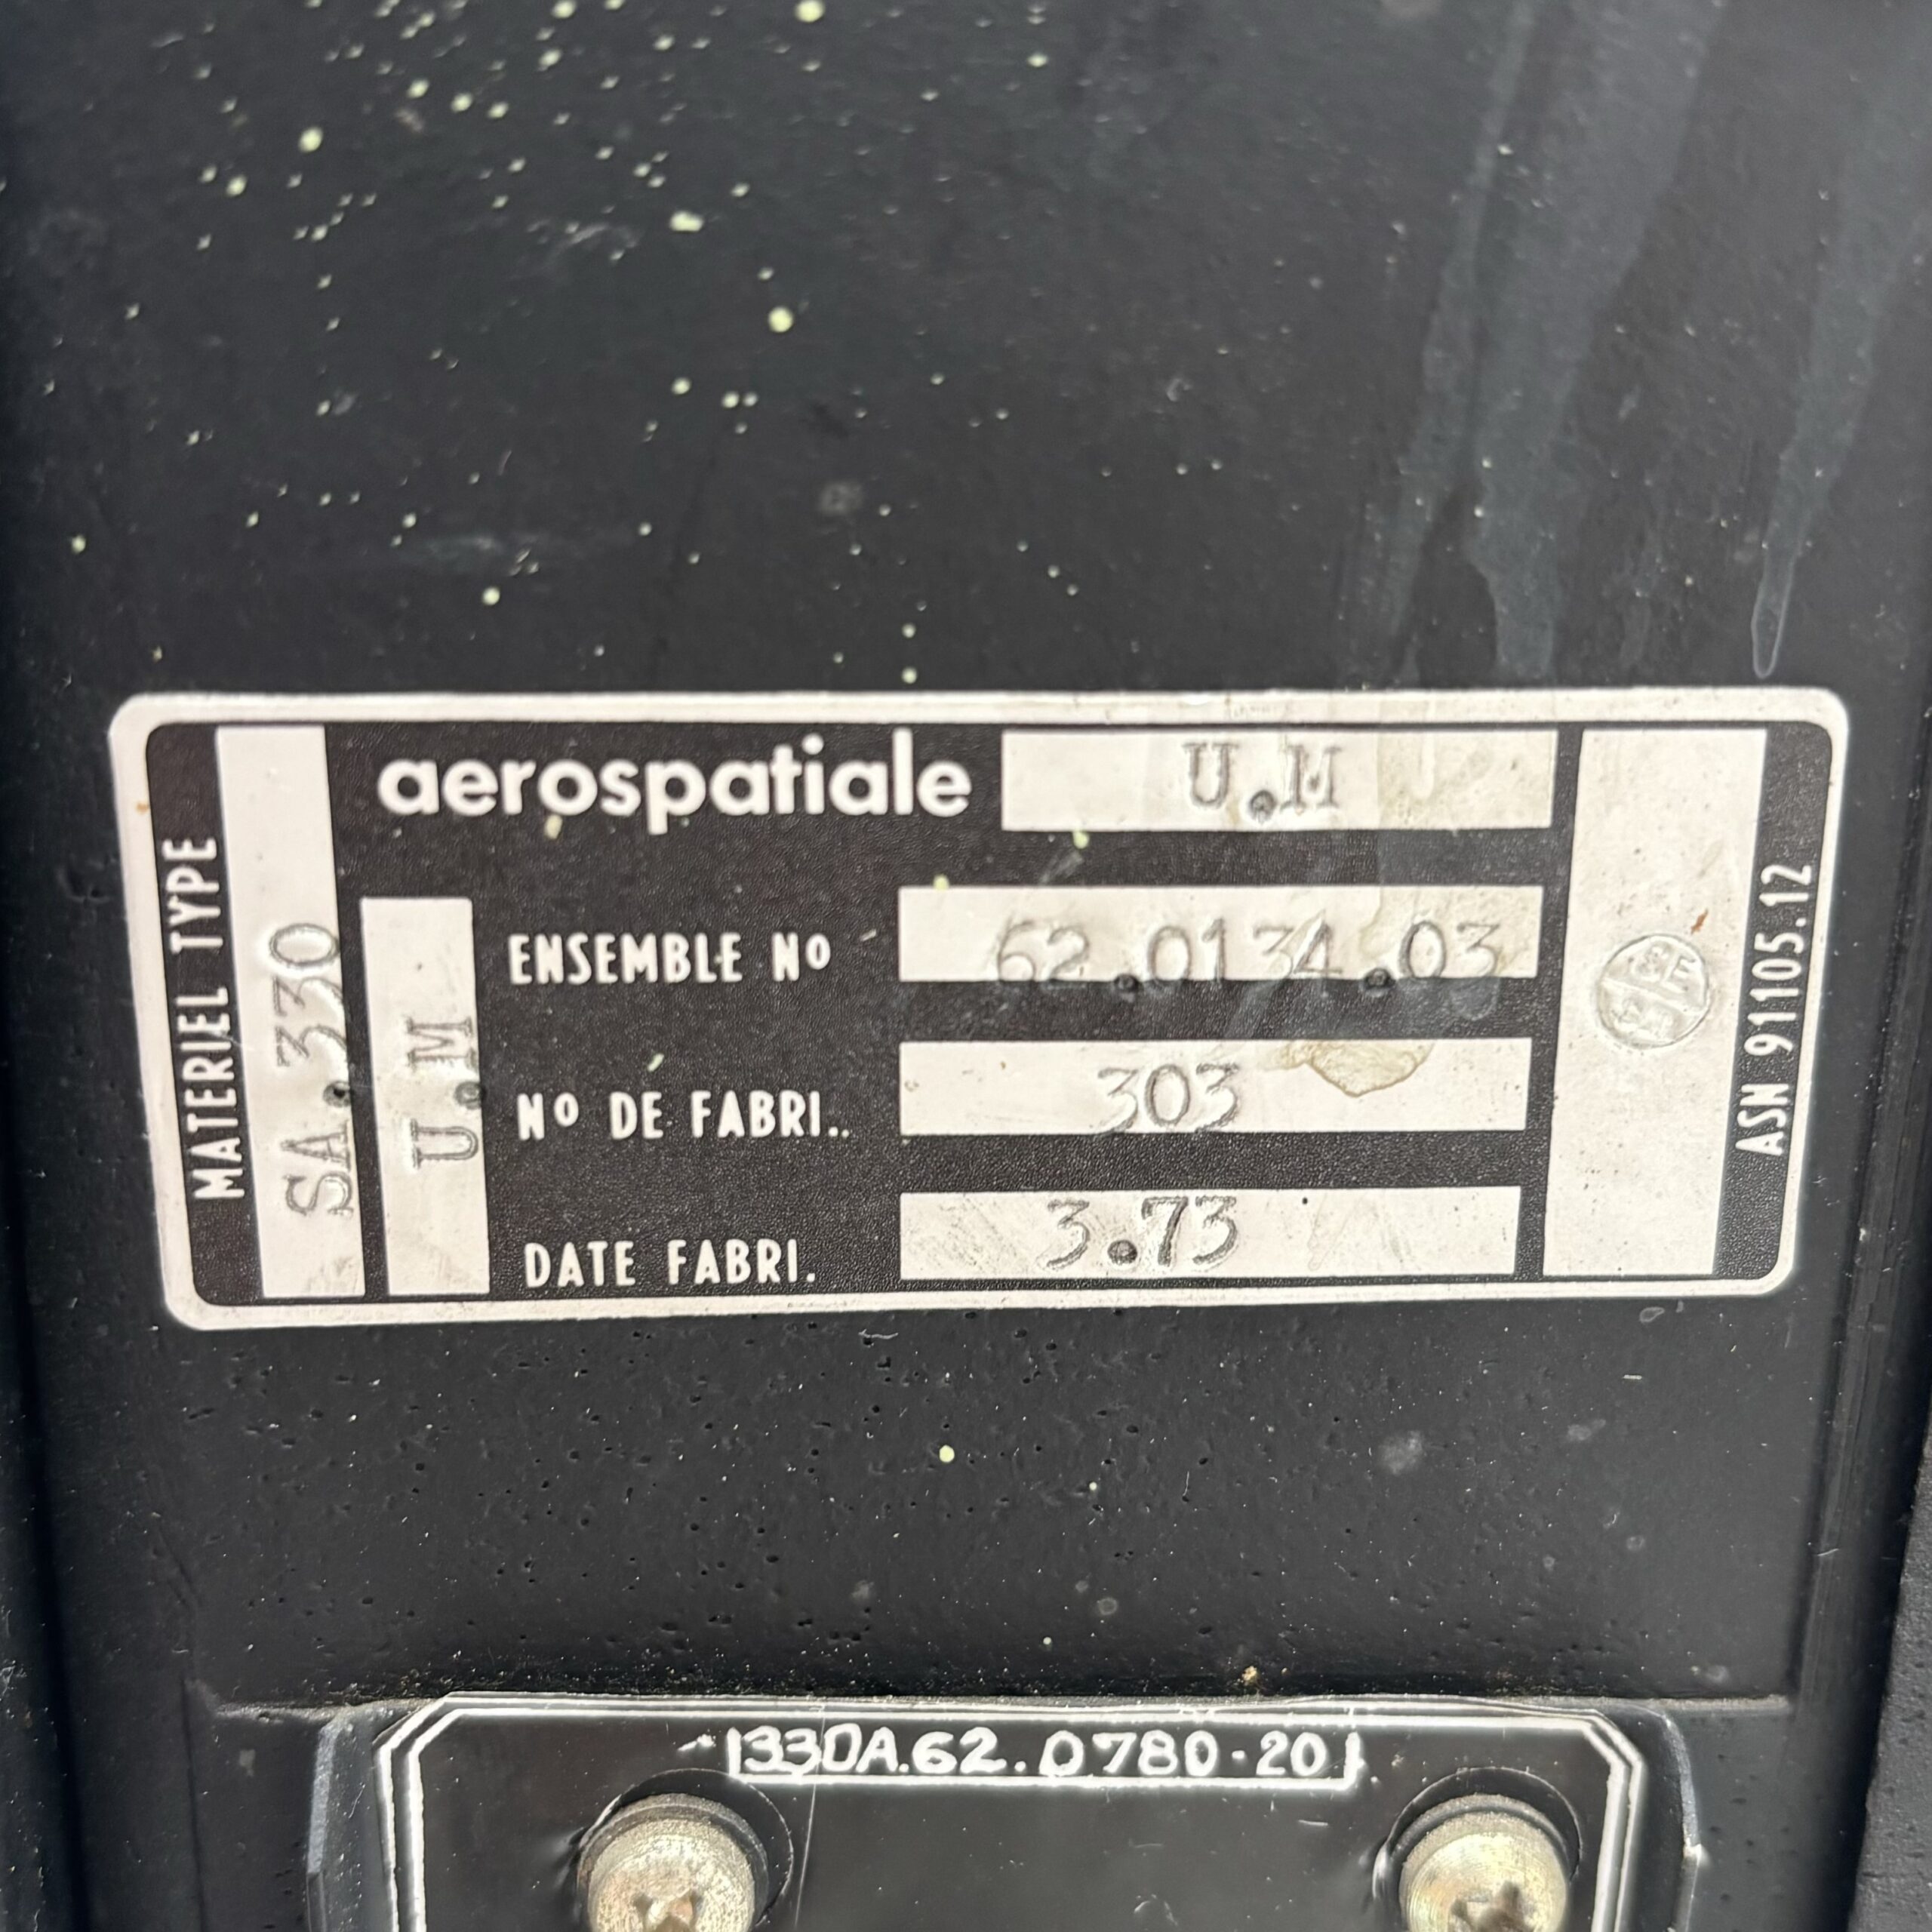 MATERIEL TYPE
SA.330
U.M
aerospatiale U.M
ENSEMBLE Nº 62.0134.03
Nº DE FABRI.. 303
DATE FABRI. 3.73
ASN 91105.12
330A.62.0780-20